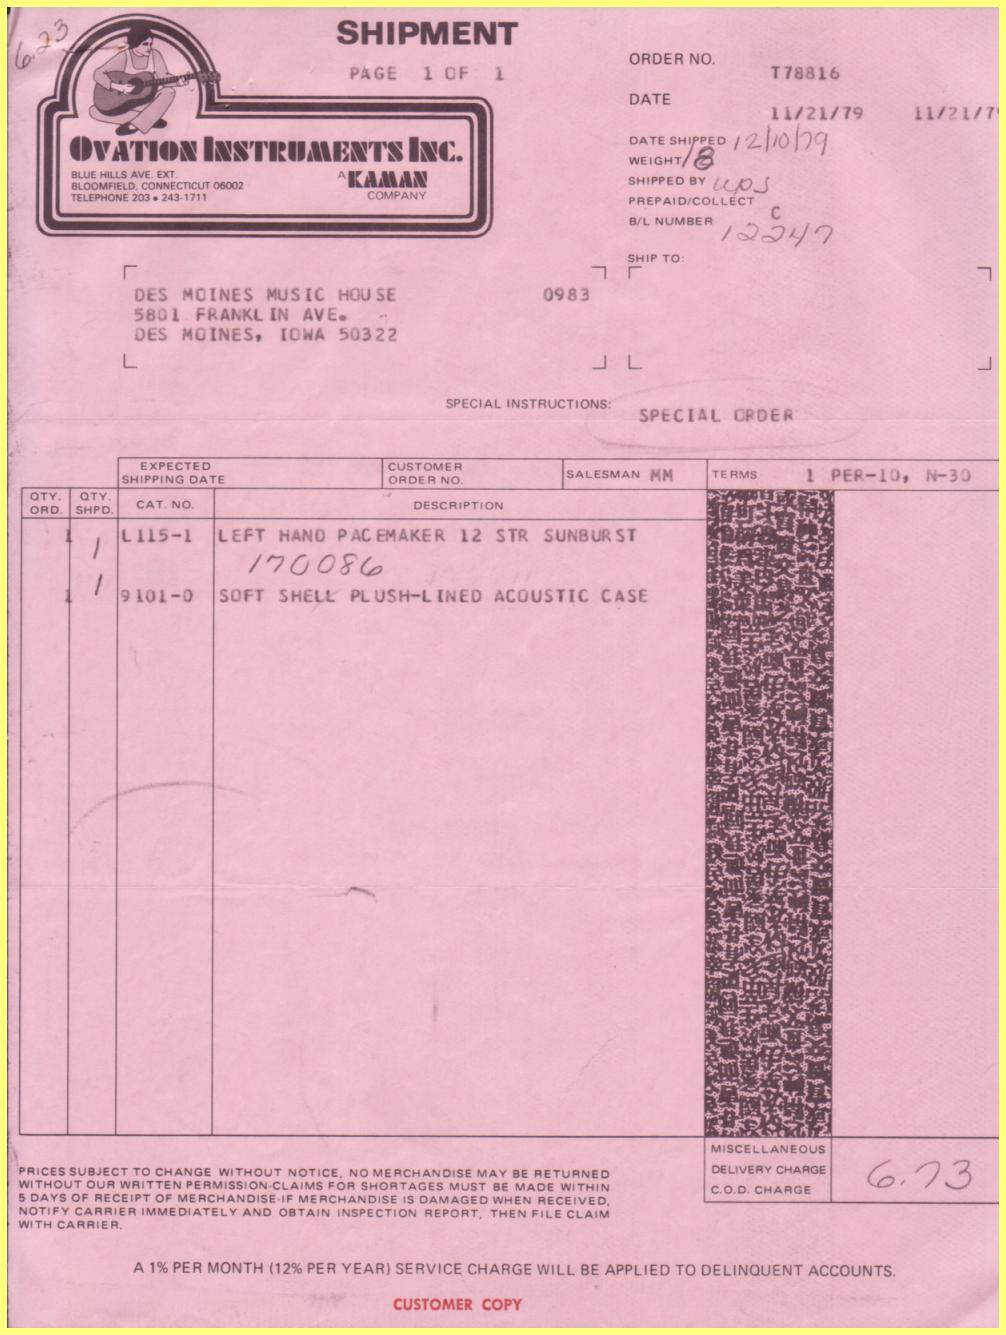 6.23
SHIPMENT
PAGE 1 OF 1
OVATION INSTRUMENTS INC.
BLUE HILLS AVE. EXT.
BLOOMFIELD, CONNECTICUT 06002
TELEPHONE 203 • 243-1711
A KAMAN COMPANY
ORDER NO. T78816
DATE 11/21/79 11/21/7
DATE SHIPPED 12/10/79
WEIGHT 18
SHIPPED BY ups
PREPAID/COLLECT C
B/L NUMBER 12247
SHIP TO:
DES MOINES MUSIC HOUSE 0983
5801 FRANKLIN AVE.
DES MOINES, IOWA 50322
SPECIAL INSTRUCTIONS: SPECIAL ORDER
EXPECTED SHIPPING DATE CUSTOMER ORDER NO. SALESMAN MM TERMS 1 PER-10, N-30
QTY. ORD. QTY. SHPD. CAT. NO. DESCRIPTION
1 1 L115-1 LEFT HAND PACEMAKER 12 STR SUNBURST
170086
1 1 9101-0 SOFT SHELL PLUSH-LINED ACOUSTIC CASE
MISCELLANEOUS
DELIVERY CHARGE 6.73
C.O.D. CHARGE
PRICES SUBJECT TO CHANGE WITHOUT NOTICE, NO MERCHANDISE MAY BE RETURNED
WITHOUT OUR WRITTEN PERMISSION-CLAIMS FOR SHORTAGES MUST BE MADE WITHIN
5 DAYS OF RECEIPT OF MERCHANDISE-IF MERCHANDISE IS DAMAGED WHEN RECEIVED,
NOTIFY CARRIER IMMEDIATELY AND OBTAIN INSPECTION REPORT, THEN FILE CLAIM
WITH CARRIER.
A 1% PER MONTH (12% PER YEAR) SERVICE CHARGE WILL BE APPLIED TO DELINQUENT ACCOUNTS.
CUSTOMER COPY